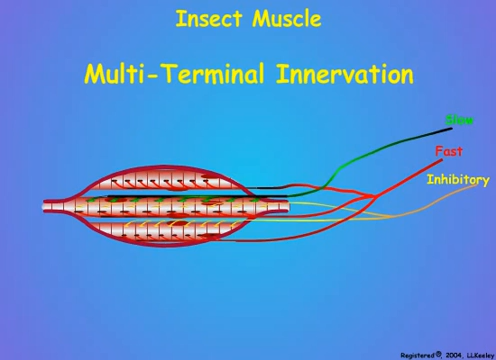 Insect Muscle
Multi-Terminal Innervation
Slow
Fast
Inhibitory
Registered ©, 2004, LLKeeley